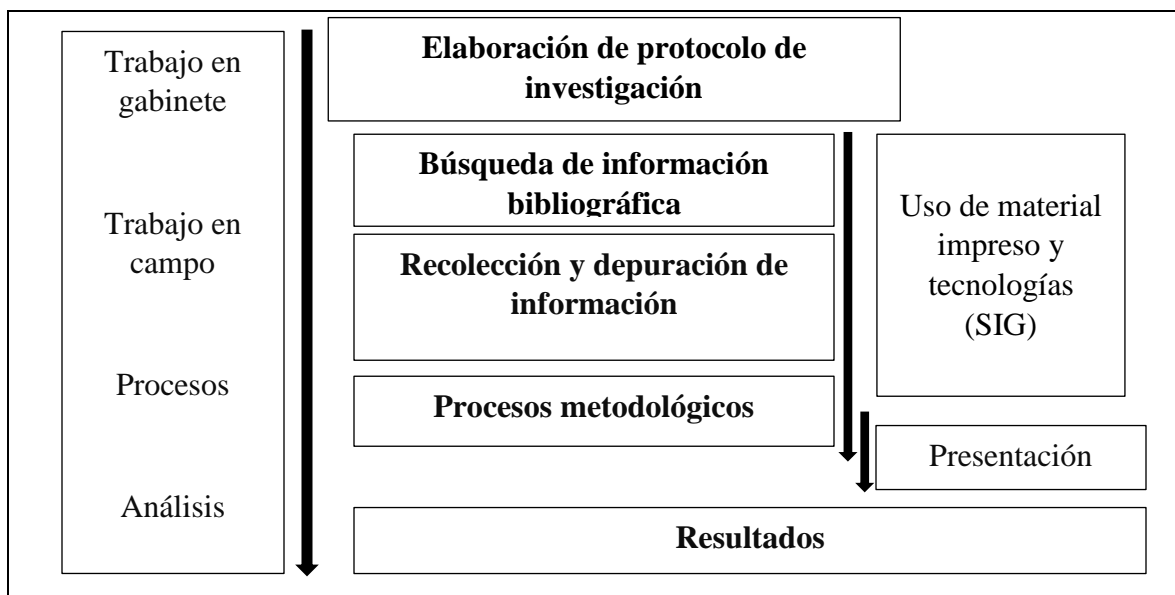 Trabajo en
gabinete
Trabajo en
campo
Procesos
Análisis
Elaboración de protocolo de
investigación
Búsqueda de información
bibliográfica
Recolección y depuración de
información
Procesos metodológicos
Uso de material
impreso y
tecnologías
(SIG)
Presentación
Resultados